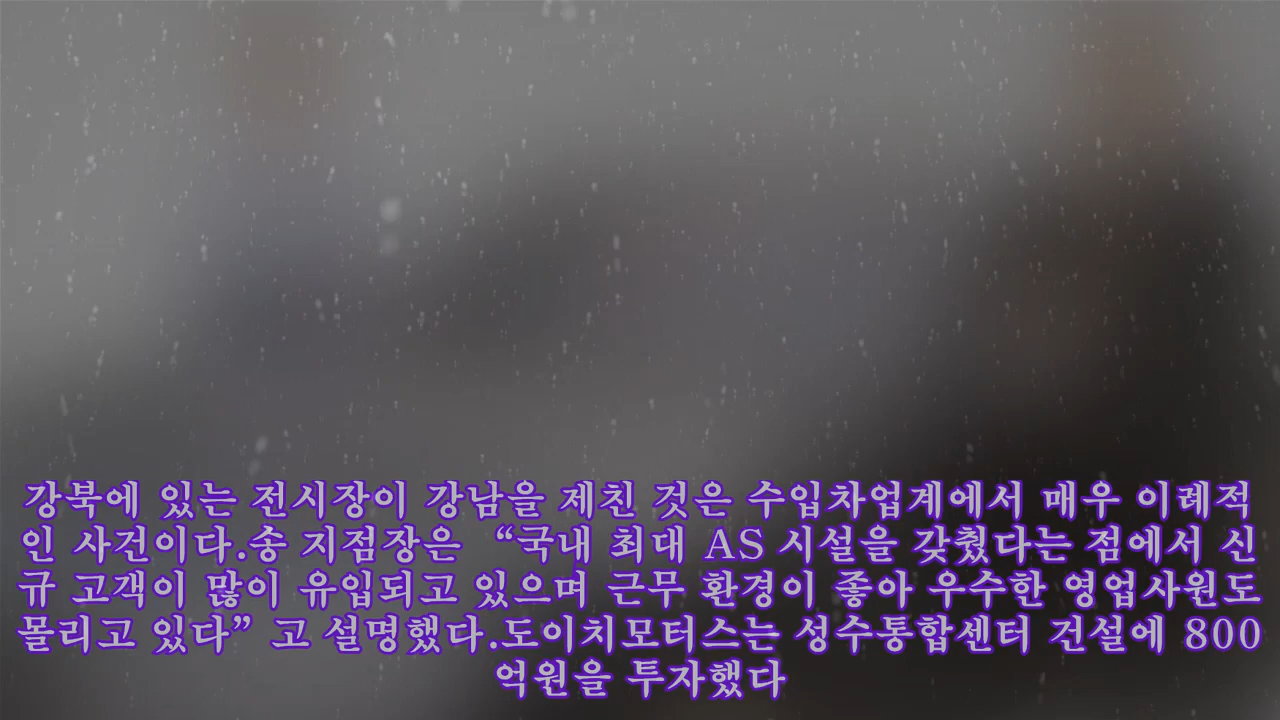 강북에 있는 전시장이 강남을 제친 것은 수입차업계에서 매우 이례적
인 사건이다.송 지점장은 “국내 최대 AS 시설을 갖췄다는 점에서 신
규 고객이 많이 유입되고 있으며 근무 환경이 좋아 우수한 영업사원도
몰리고 있다” 고 설명했다.도이치모터스는 성수통합센터 건설에 800
억원을 투자했다